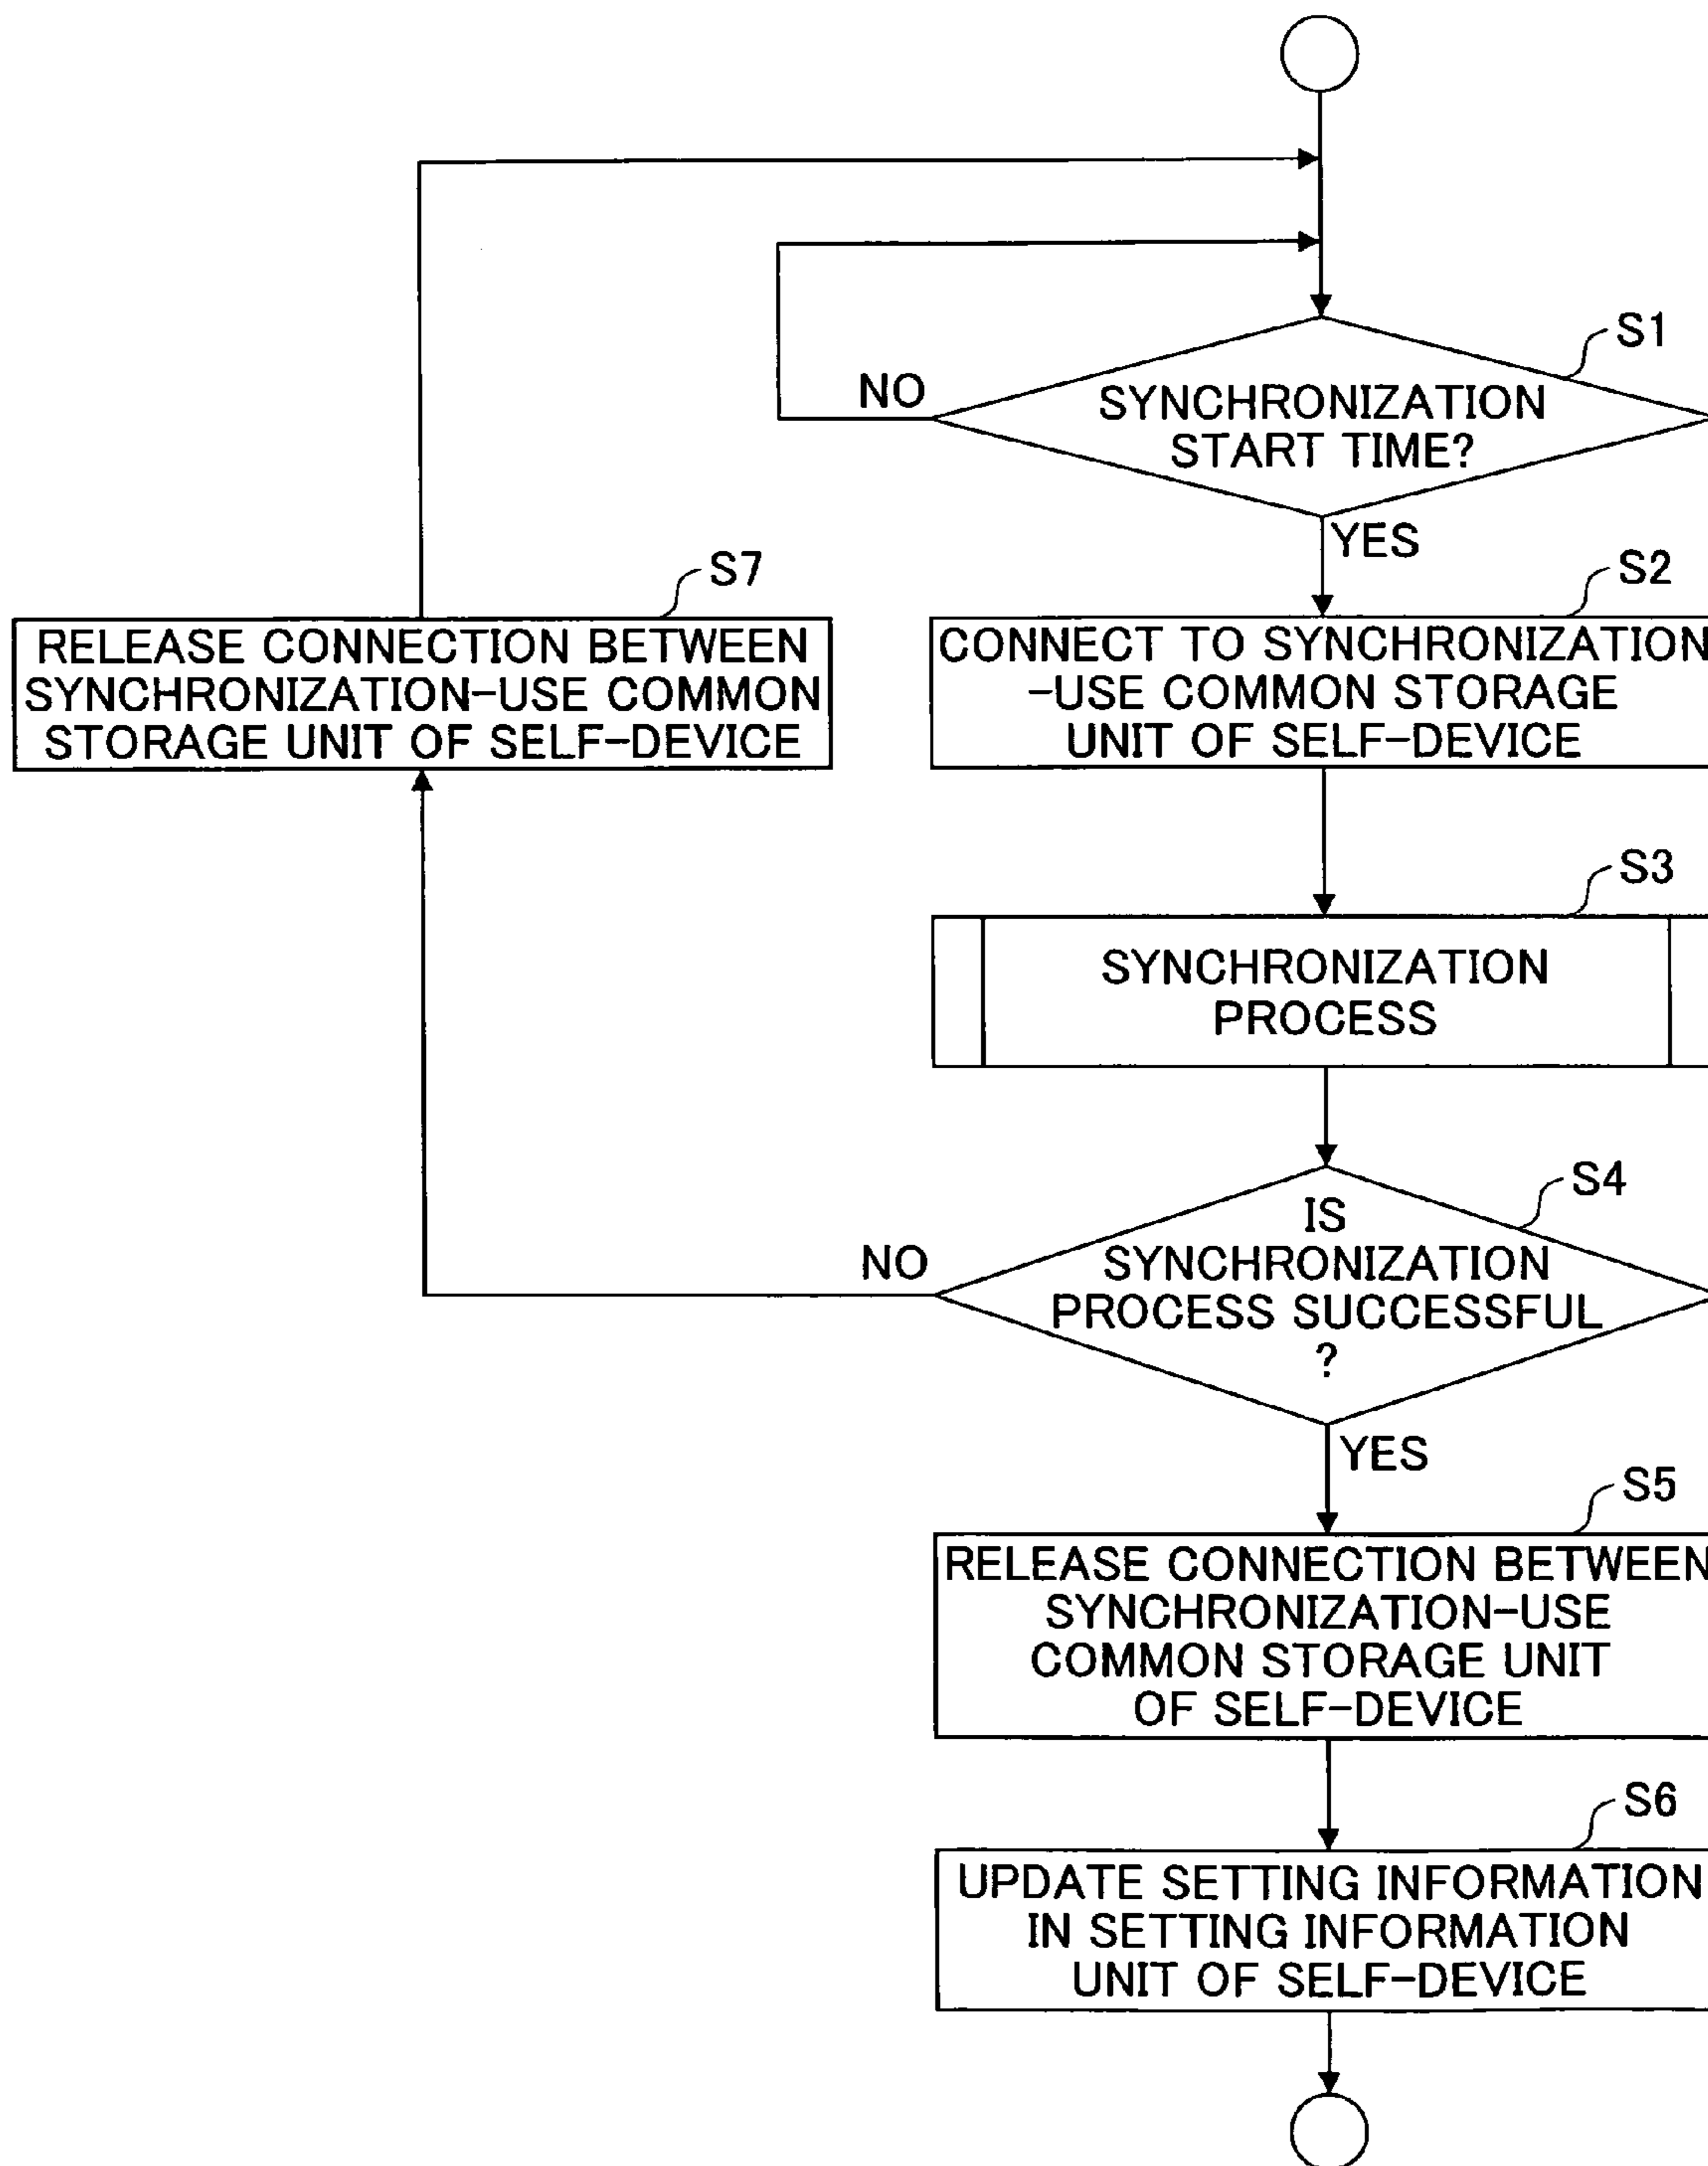 S1
NO
SYNCHRONIZATION
START TIME?
YES
S7
S2
RELEASE CONNECTION BETWEEN
SYNCHRONIZATION-USE COMMON
STORAGE UNIT OF SELF-DEVICE
CONNECT TO SYNCHRONIZATION
-USE COMMON STORAGE
UNIT OF SELF-DEVICE
S3
SYNCHRONIZATION
PROCESS
S4
NO
IS
SYNCHRONIZATION
PROCESS SUCCESSFUL
?
YES
S5
RELEASE CONNECTION BETWEEN
SYNCHRONIZATION-USE
COMMON STORAGE UNIT
OF SELF-DEVICE
S6
UPDATE SETTING INFORMATION
IN SETTING INFORMATION
UNIT OF SELF-DEVICE